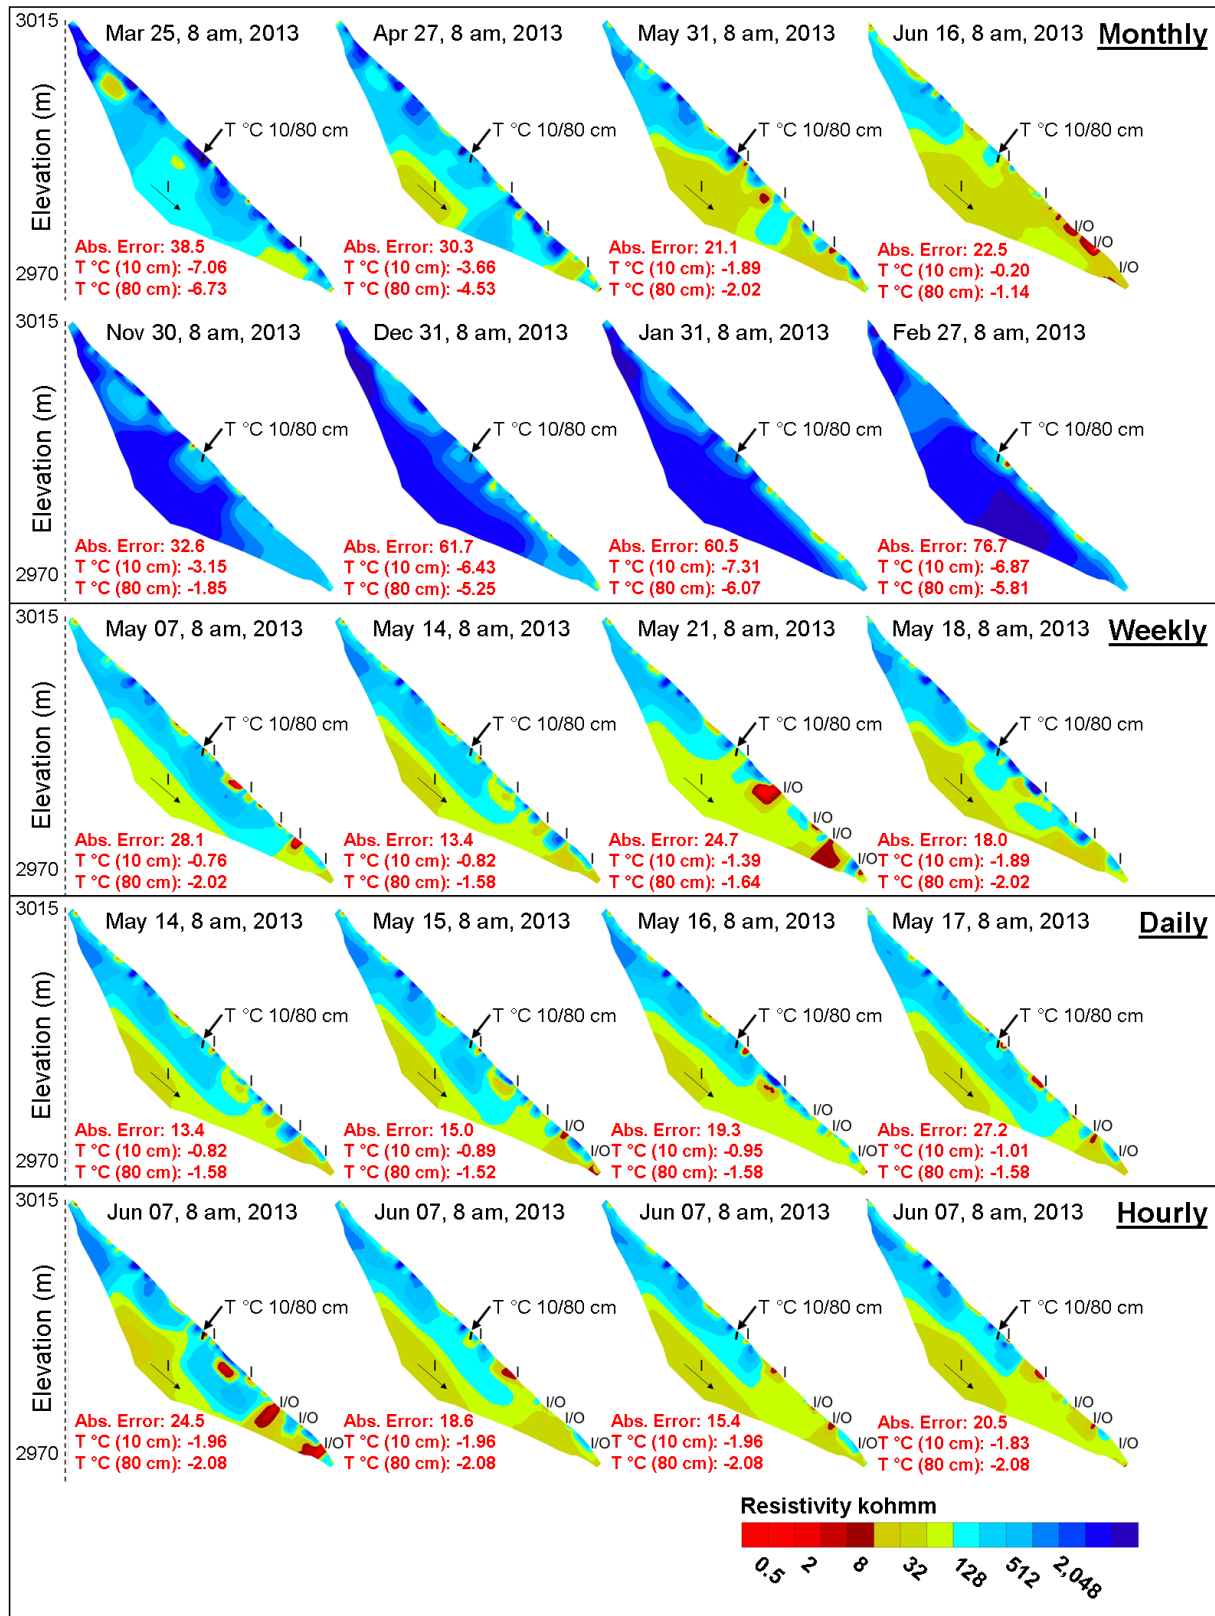 3015
Mar 25, 8 am, 2013
Apr 27, 8 am, 2013
May 31, 8 am, 2013
Jun 16, 8 am, 2013
Monthly
Elevation (m)
T °C 10/80 cm
T °C 10/80 cm
T °C 10/80 cm
T °C 10/80 cm
I
I
I
I
I
I
I
I
I
I/O
I/O
I/O
Abs. Error: 38.5
T °C (10 cm): -7.06
T °C (80 cm): -6.73
Abs. Error: 30.3
T °C (10 cm): -3.66
T °C (80 cm): -4.53
Abs. Error: 21.1
T °C (10 cm): -1.89
T °C (80 cm): -2.02
Abs. Error: 22.5
T °C (10 cm): -0.20
T °C (80 cm): -1.14
2970
3015
Nov 30, 8 am, 2013
Dec 31, 8 am, 2013
Jan 31, 8 am, 2013
Feb 27, 8 am, 2013
Elevation (m)
T °C 10/80 cm
T °C 10/80 cm
T °C 10/80 cm
T °C 10/80 cm
Abs. Error: 32.6
T °C (10 cm): -3.15
T °C (80 cm): -1.85
Abs. Error: 61.7
T °C (10 cm): -6.43
T °C (80 cm): -5.25
Abs. Error: 60.5
T °C (10 cm): -7.31
T °C (80 cm): -6.07
Abs. Error: 76.7
T °C (10 cm): -6.87
T °C (80 cm): -5.81
2970
3015
May 07, 8 am, 2013
May 14, 8 am, 2013
May 21, 8 am, 2013
May 18, 8 am, 2013
Weekly
Elevation (m)
T °C 10/80 cm
T °C 10/80 cm
T °C 10/80 cm
T °C 10/80 cm
I
I
I
I
I
I
I
I
I
I
I/O
I/O
I/O
Abs. Error: 28.1
T °C (10 cm): -0.76
T °C (80 cm): -2.02
Abs. Error: 13.4
T °C (10 cm): -0.82
T °C (80 cm): -1.58
Abs. Error: 24.7
T °C (10 cm): -1.39
T °C (80 cm): -1.64
Abs. Error: 18.0
T °C (10 cm): -1.89
T °C (80 cm): -2.02
2970
3015
May 14, 8 am, 2013
May 15, 8 am, 2013
May 16, 8 am, 2013
May 17, 8 am, 2013
Daily
Elevation (m)
T °C 10/80 cm
T °C 10/80 cm
T °C 10/80 cm
T °C 10/80 cm
I
I
I
I
I
I
I
I
I
I
I
I/O
I/O
I/O
I/O
I/O
I/O
Abs. Error: 13.4
T °C (10 cm): -0.82
T °C (80 cm): -1.58
Abs. Error: 15.0
T °C (10 cm): -0.89
T °C (80 cm): -1.52
Abs. Error: 19.3
T °C (10 cm): -0.95
T °C (80 cm): -1.58
Abs. Error: 27.2
T °C (10 cm): -1.01
T °C (80 cm): -1.58
2970
3015
Jun 07, 8 am, 2013
Jun 07, 8 am, 2013
Jun 07, 8 am, 2013
Jun 07, 8 am, 2013
Hourly
Elevation (m)
T °C 10/80 cm
T °C 10/80 cm
T °C 10/80 cm
T °C 10/80 cm
I
I
I
I
I
I
I
I
I
I/O
I/O
I/O
I/O
I/O
I/O
I/O
I/O
I/O
I/O
I/O
I/O
Abs. Error: 24.5
T °C (10 cm): -1.96
T °C (80 cm): -2.08
Abs. Error: 18.6
T °C (10 cm): -1.96
T °C (80 cm): -2.08
Abs. Error: 15.4
T °C (10 cm): -1.96
T °C (80 cm): -2.08
Abs. Error: 20.5
T °C (10 cm): -1.83
T °C (80 cm): -2.08
2970
Resistivity kohmm
0.5
2
8
32
128
512
2,048